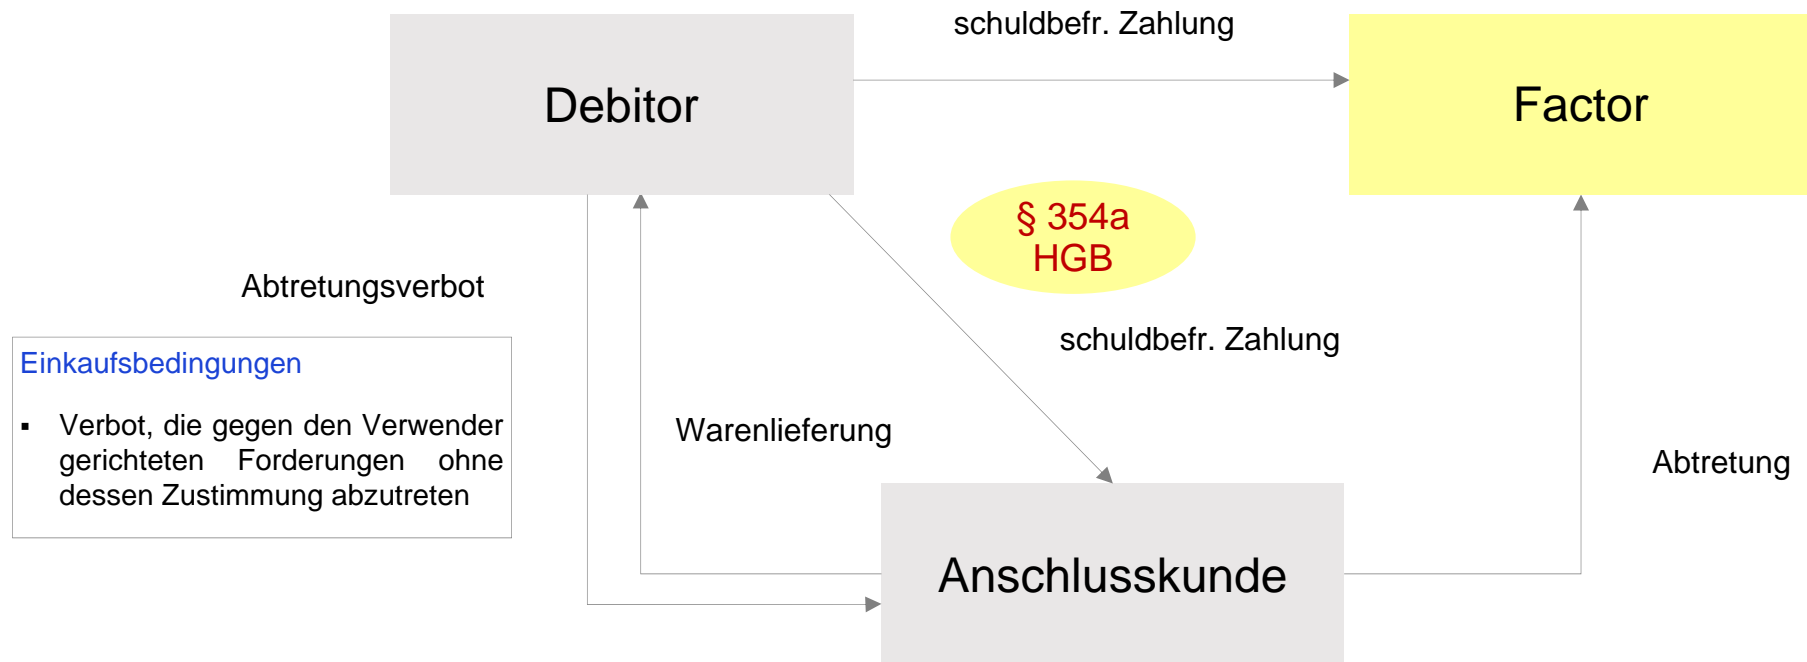 schuldbefr. Zahlung
Debitor
Factor
§ 354a
HGB
Abtretungsverbot
schuldbefr. Zahlung
Einkaufsbedingungen
▪ Verbot, die gegen den Verwender
gerichteten Forderungen ohne
dessen Zustimmung abzutreten
Warenlieferung
Abtretung
Anschlusskunde